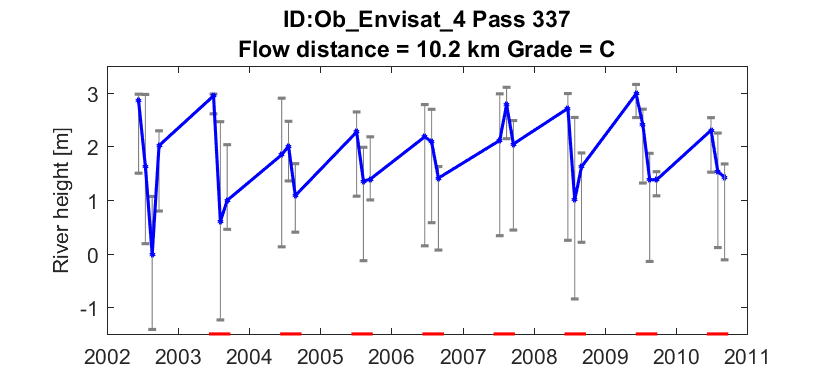 ID:Ob_Envisat_4 Pass 337
Flow distance = 10.2 km Grade = C
River height [m]
3
2
1
0
-1
2002 2003 2004 2005 2006 2007 2008 2009 2010 2011